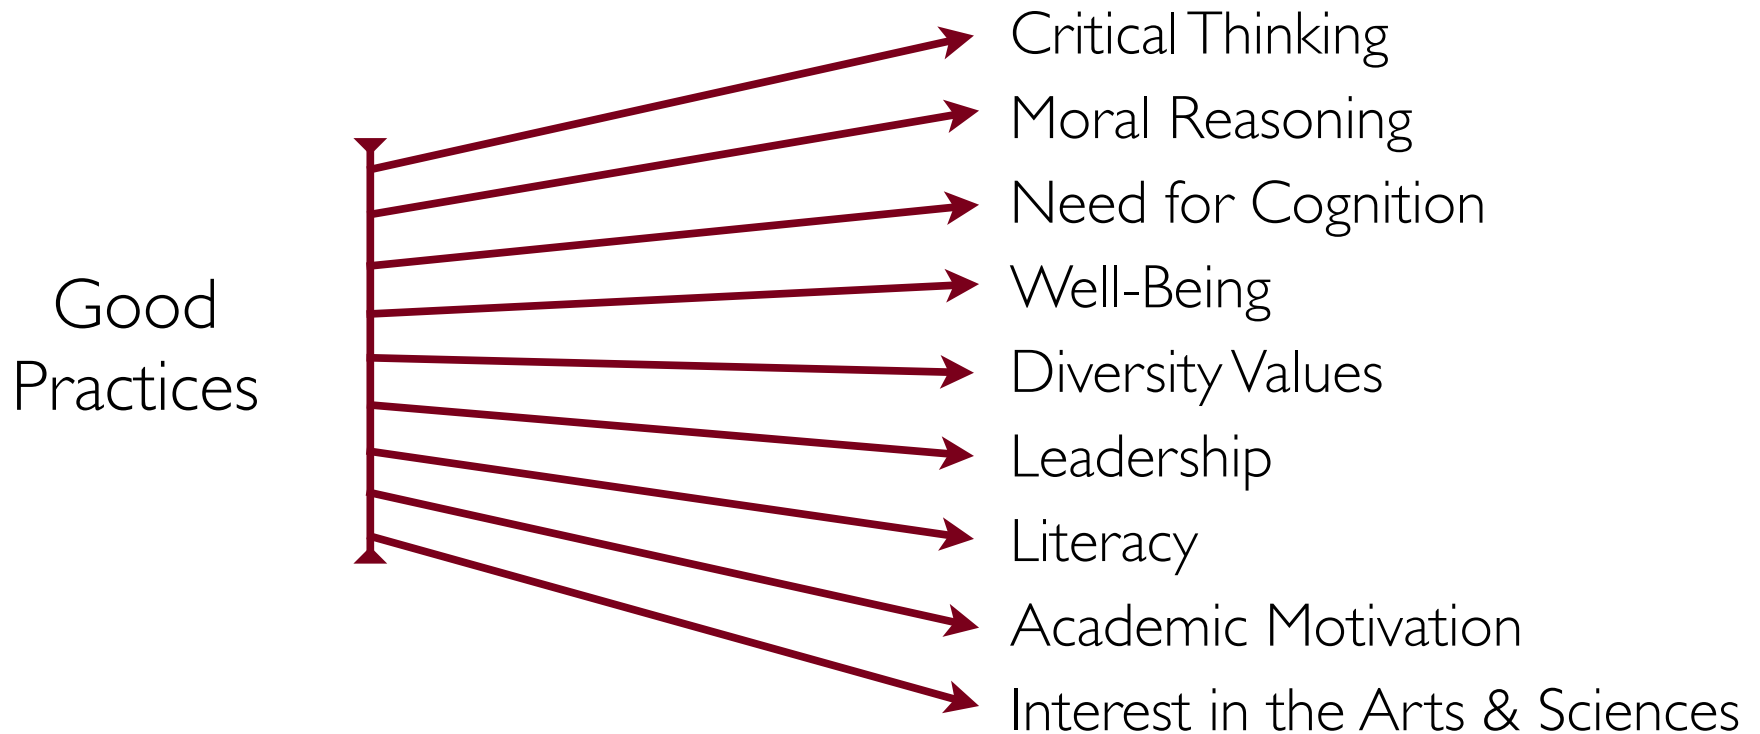 Good
Practices
Critical Thinking
Moral Reasoning
Need for Cognition
Well-Being
Diversity Values
Leadership
Literacy
Academic Motivation
Interest in the Arts & Sciences